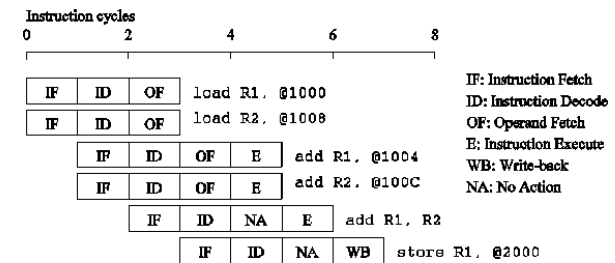 Instruction cycles
0 2 4 6 8
IF ID OF load R1, @1000
IF ID OF load R2, @1008
IF ID OF E add R1, @1004
IF ID OF E add R2, @100C
IF ID NA E add R1, R2
IF ID NA WB store R1, @2000
IF: Instruction Fetch
ID: Instruction Decode
OF: Operand Fetch
E: Instruction Execute
WB: Write-back
NA: No Action